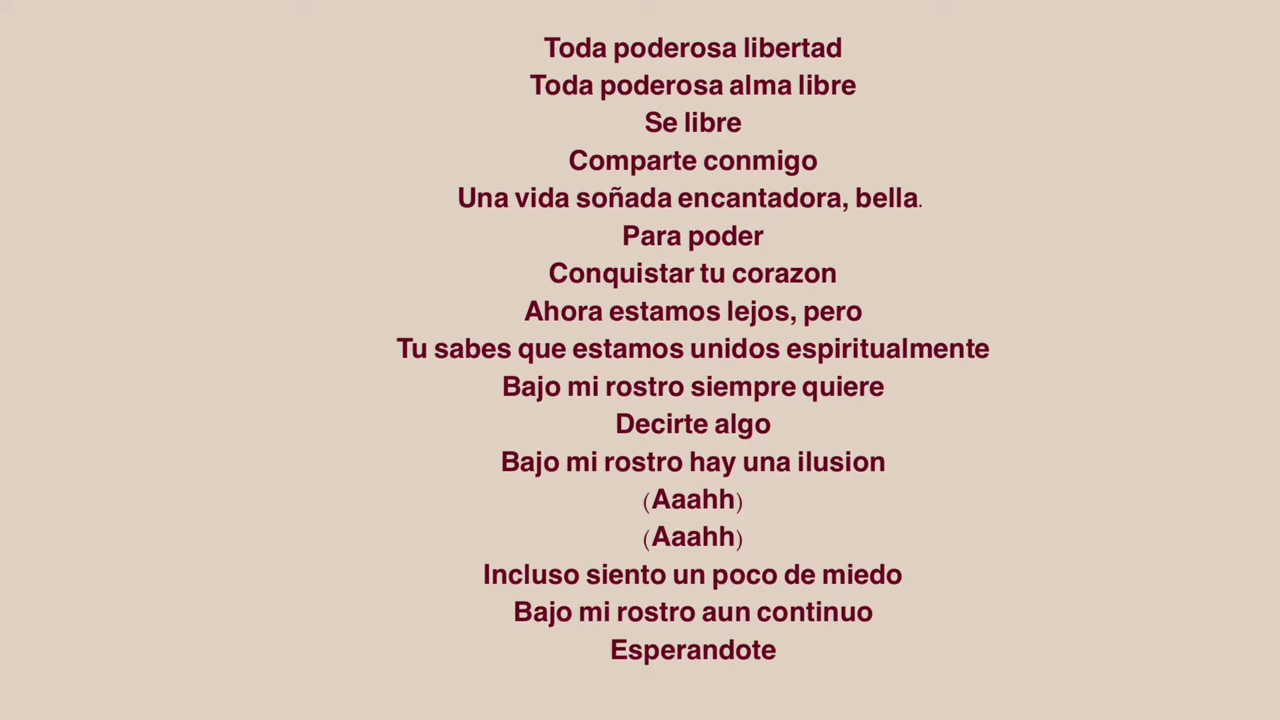 Toda poderosa libertad
Toda poderosa alma libre
Se libre
Comparte conmigo
Una vida soñada encantadora, bella.
Para poder
Conquistar tu corazon
Ahora estamos lejos, pero
Tu sabes que estamos unidos espiritualmente
Bajo mi rostro siempre quiere
Decirte algo
Bajo mi rostro hay una ilusion
(Aaahh)
(Aaahh)
Incluso siento un poco de miedo
Bajo mi rostro aun continuo
Esperandote